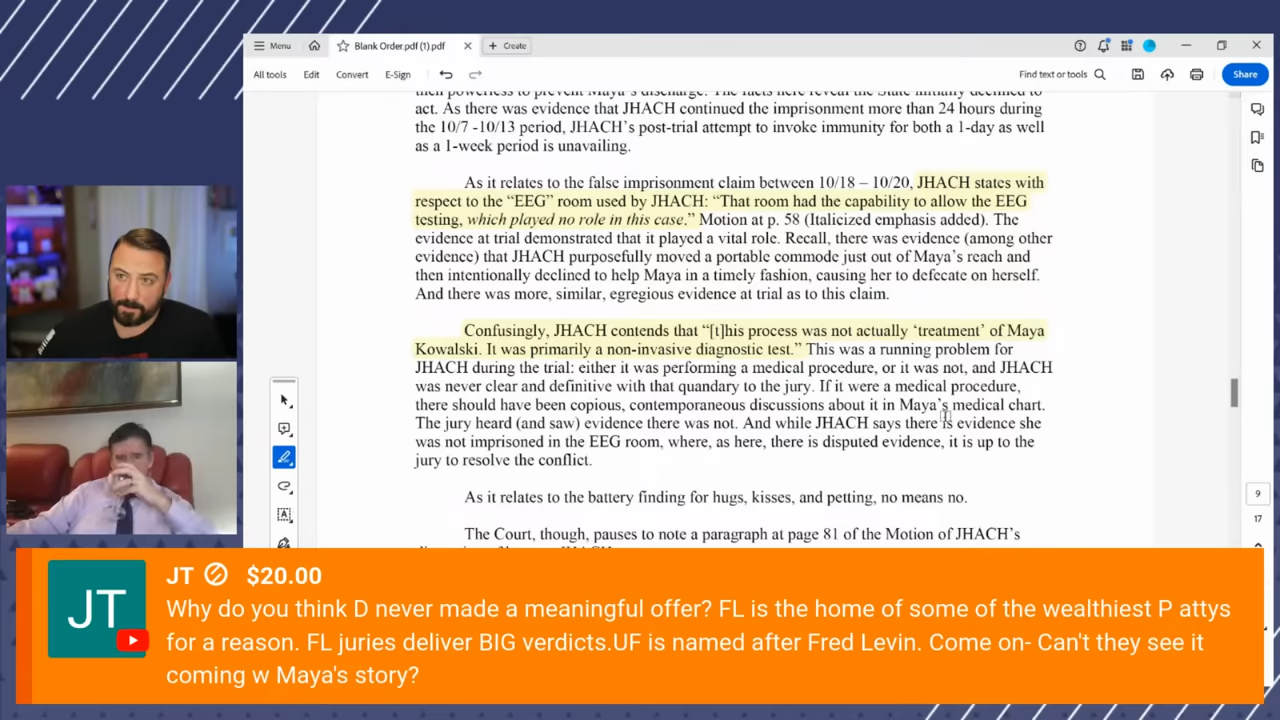 Menu
Blank Order.pdf (1).pdf
Create
All tools
Edit
Convert
E-Sign
Find text or tools
Share
then powerless to prevent Maya's discharge. The facts here reveal the State initially declined to
act. As there was evidence that JHACH continued the imprisonment more than 24 hours during
the 10/7 -10/13 period, JHACH's post-trial attempt to invoke immunity for both a 1-day as well
as a 1-week period is unavailing.
As it relates to the false imprisonment claim between 10/18 – 10/20, JHACH states with
respect to the “EEG” room used by JHACH: “That room had the capability to allow the EEG
testing, which played no role in this case.” Motion at p. 58 (Italicized emphasis added). The
evidence at trial demonstrated that it played a vital role. Recall, there was evidence (among other
evidence) that JHACH purposefully moved a portable commode just out of Maya's reach and
then intentionally declined to help Maya in a timely fashion, causing her to defecate on herself.
And there was more, similar, egregious evidence at trial as to this claim.
Confusingly, JHACH contends that “[t]his process was not actually ‘treatment’ of Maya
Kowalski. It was primarily a non-invasive diagnostic test.” This was a running problem for
JHACH during the trial: either it was performing a medical procedure, or it was not, and JHACH
was never clear and definitive with that quandary to the jury. If it were a medical procedure,
there should have been copious, contemporaneous discussions about it in Maya's medical chart.
The jury heard (and saw) evidence there was not. And while JHACH says there is evidence she
was not imprisoned in the EEG room, where, as here, there is disputed evidence, it is up to the
jury to resolve the conflict.
As it relates to the battery finding for hugs, kisses, and petting, no means no.
The Court, though, pauses to note a paragraph at page 81 of the Motion of JHACH's
9
17
JT
JT $20.00
Why do you think D never made a meaningful offer? FL is the home of some of the wealthiest P attys
for a reason. FL juries deliver BIG verdicts.UF is named after Fred Levin. Come on- Can't they see it
coming w Maya's story?